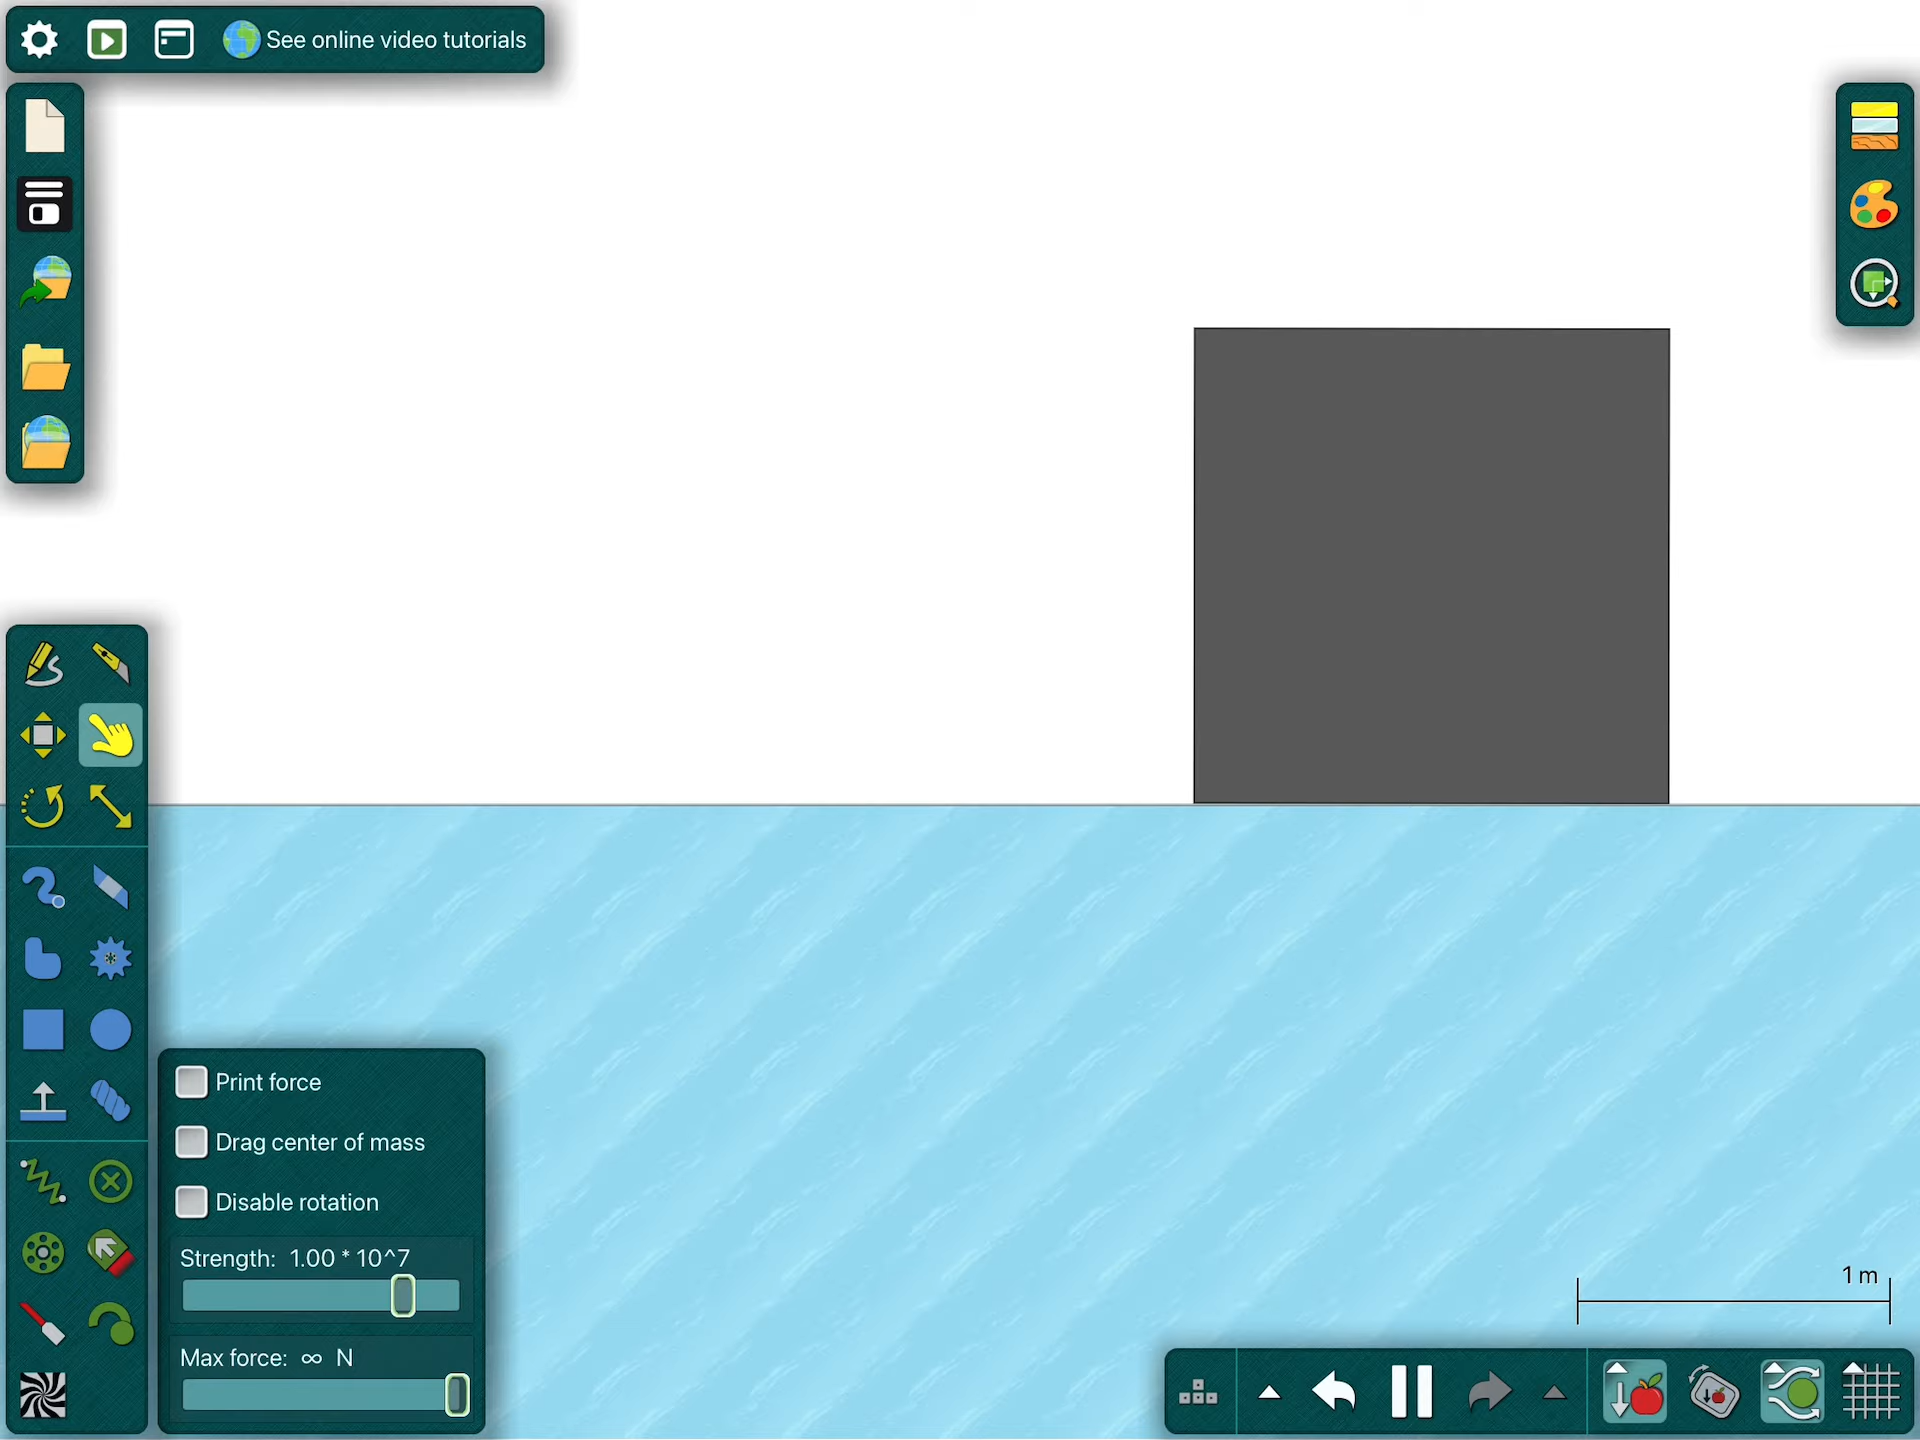 See online video tutorials
Print force
Drag center of mass
Disable rotation
Strength: 1.00 * 10^7
Max force: ∞ N
1 m